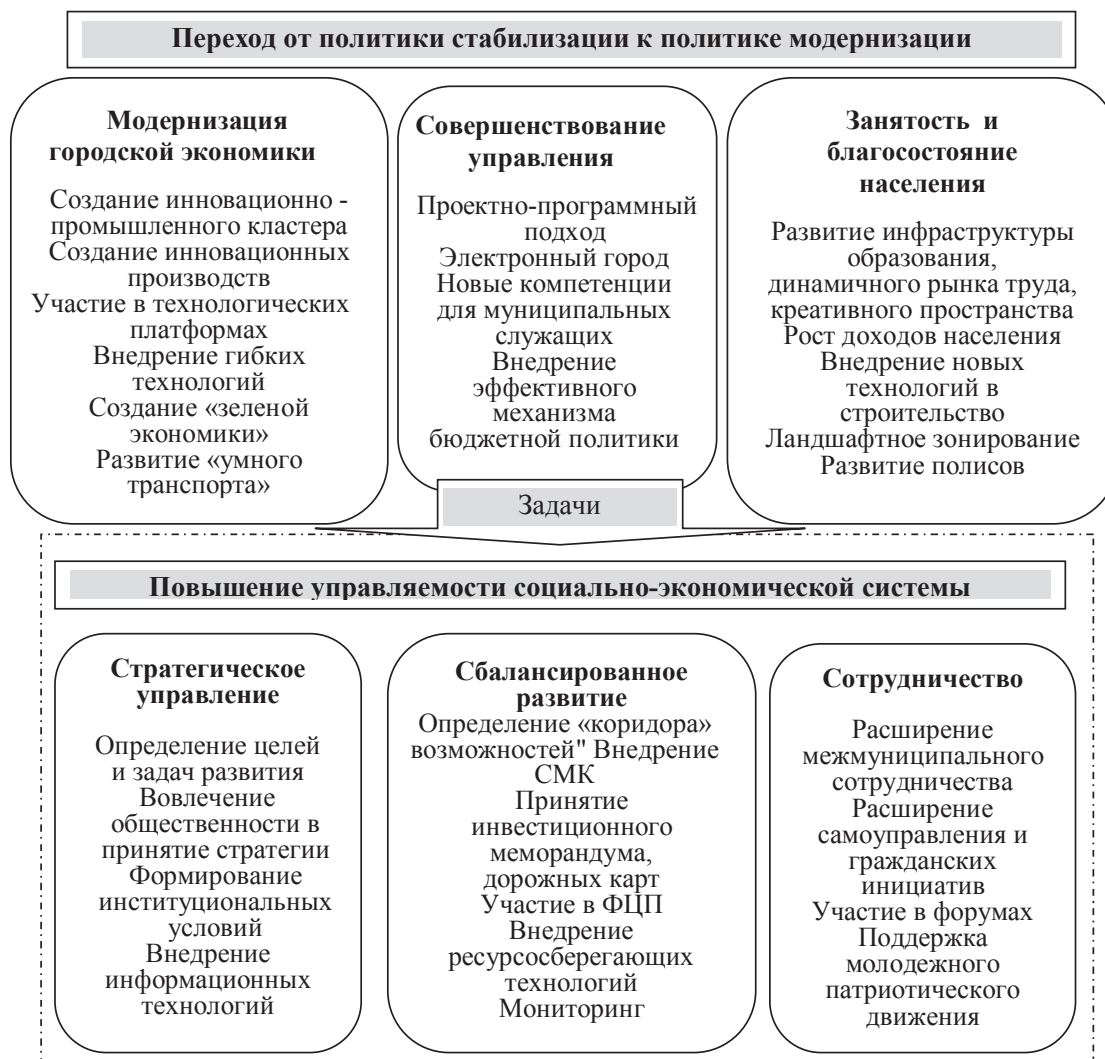 Переход от политики стабилизации к политике модернизации
Модернизация
городской экономики
Создание инновационно -
промышленного кластера
Создание инновационных
производств
Участие в технологических
платформах
Внедрение гибких
технологий
Создание «зеленой
экономики»
Развитие «умного
транспорта»
Совершенствование
управления
Проектно-программный
подход
Электронный город
Новые компетенции
для муниципальных
служащих
Внедрение
эффективного
механизма
бюджетной политики
Занятость и
благосостояние
населения
Развитие инфраструктуры
образования,
динамичного рынка труда,
креативного пространства
Рост доходов населения
Внедрение новых
технологий в
строительство
Ландшафтное зонирование
Развитие полисов
Задачи
Повышение управляемости социально-экономической системы
Стратегическое
управление
Определение целей
и задач развития
Вовлечение
общественности в
принятие стратегии
Формирование
институциональных
условий
Внедрение
информационных
технологий
Сбалансированное
развитие
Определение «коридора»
возможностей" Внедрение
СМК
Принятие
инвестиционного
меморандума,
дорожных карт
Участие в ФЦП
Внедрение
ресурсосберегающих
технологий
Мониторинг
Сотрудничество
Расширение
межмуниципального
сотрудничества
Расширение
самоуправления и
гражданских
инициатив
Участие в форумах
Поддержка
молодежного
патриотического
движения